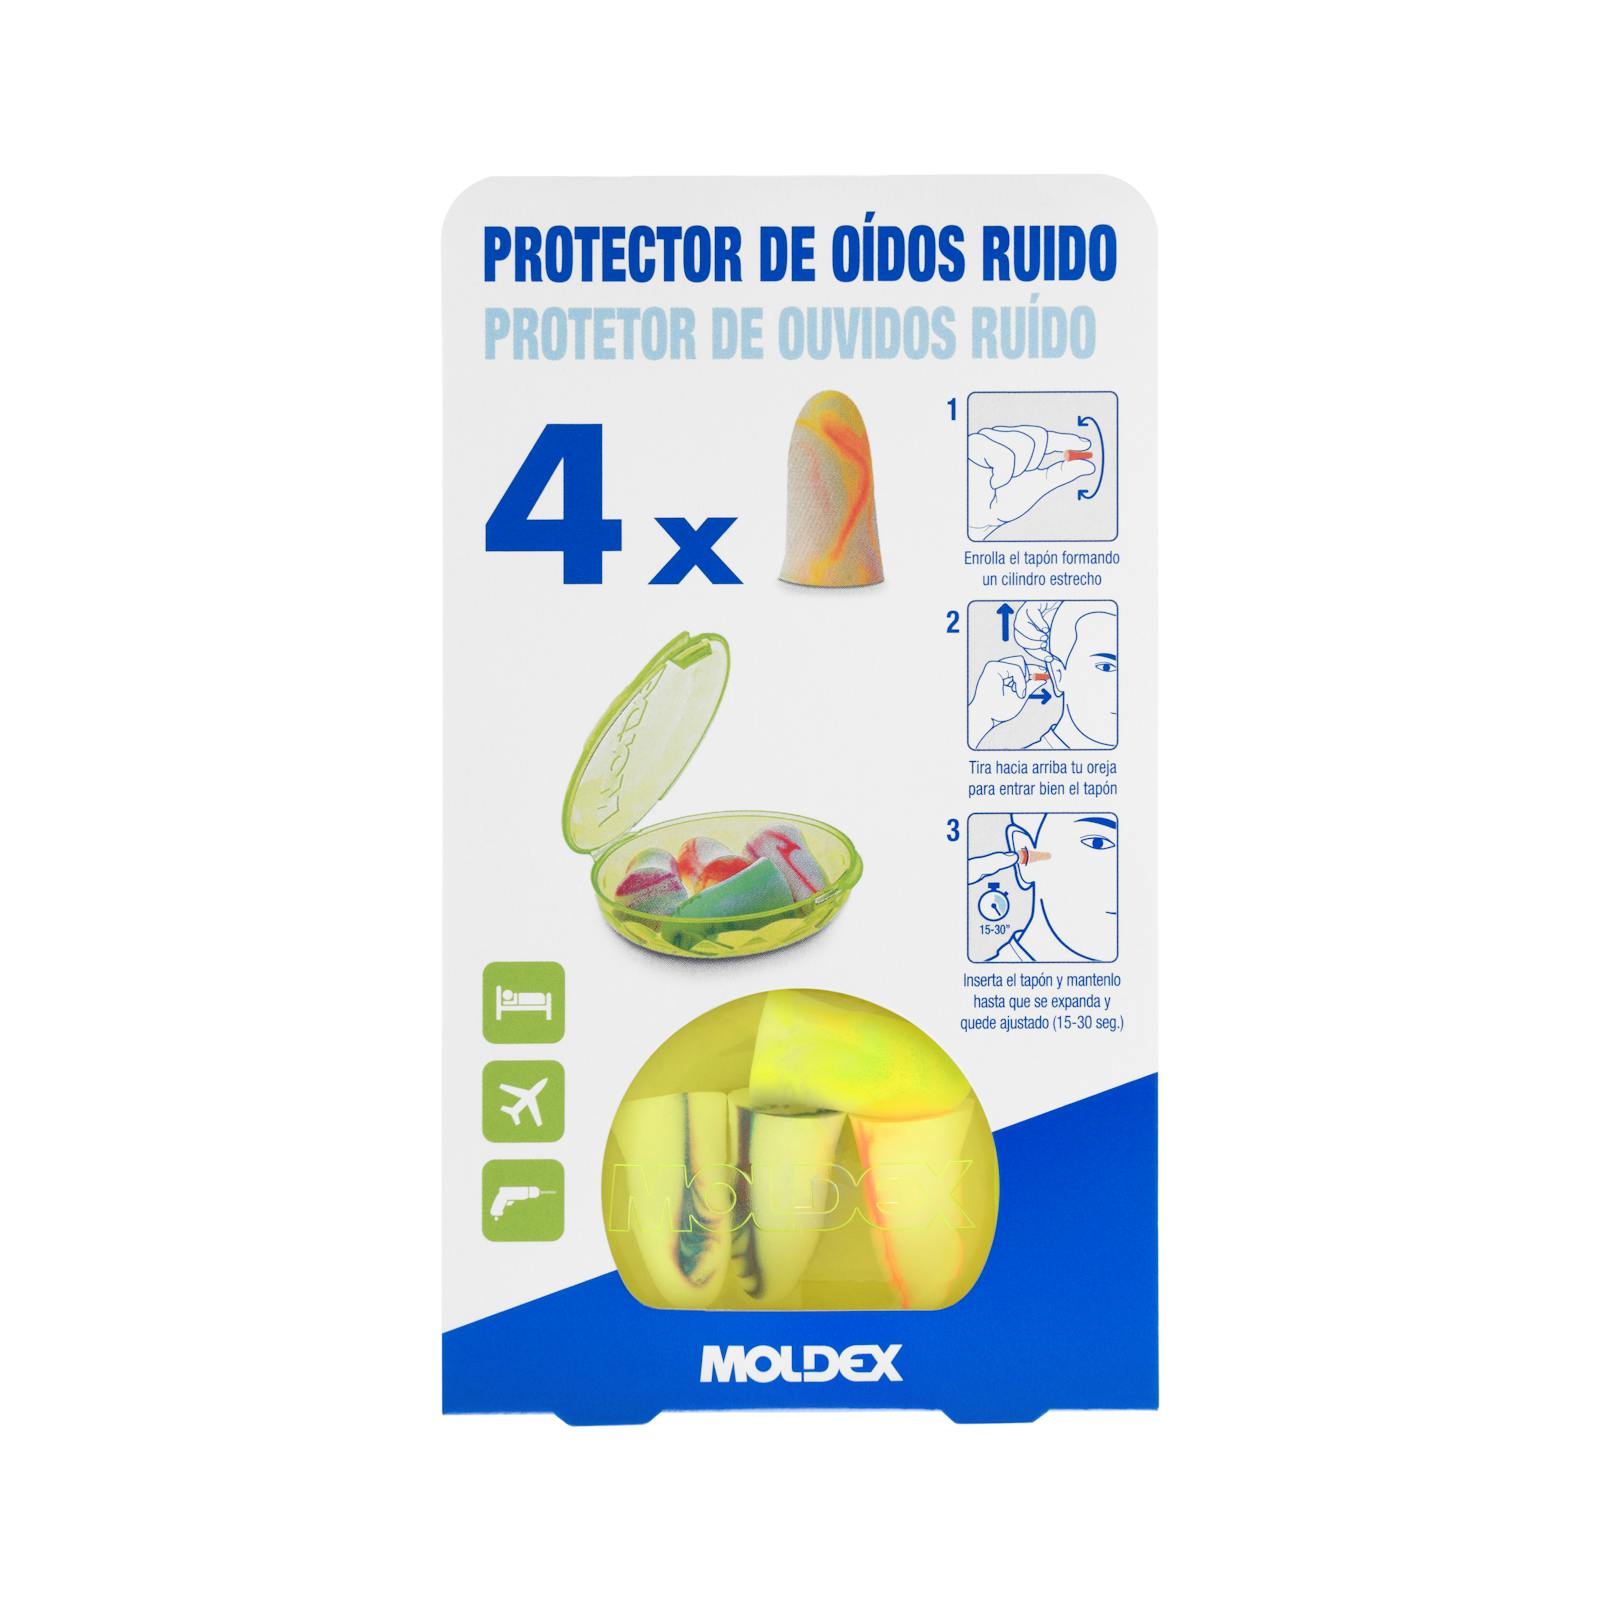 PROTECTOR DE OÍDOS RUIDO
PROTETOR DE OUVIDOS RUÍDO
4 x
1
Enrolla el tapón formando
un cilindro estrecho
2
Tira hacia arriba tu oreja
para entrar bien el tapón
3
15-30"
Inserta el tapón y mantenlo
hasta que se expanda y
quede ajustado (15-30 seg.)
MOLDEX
MOLDEX